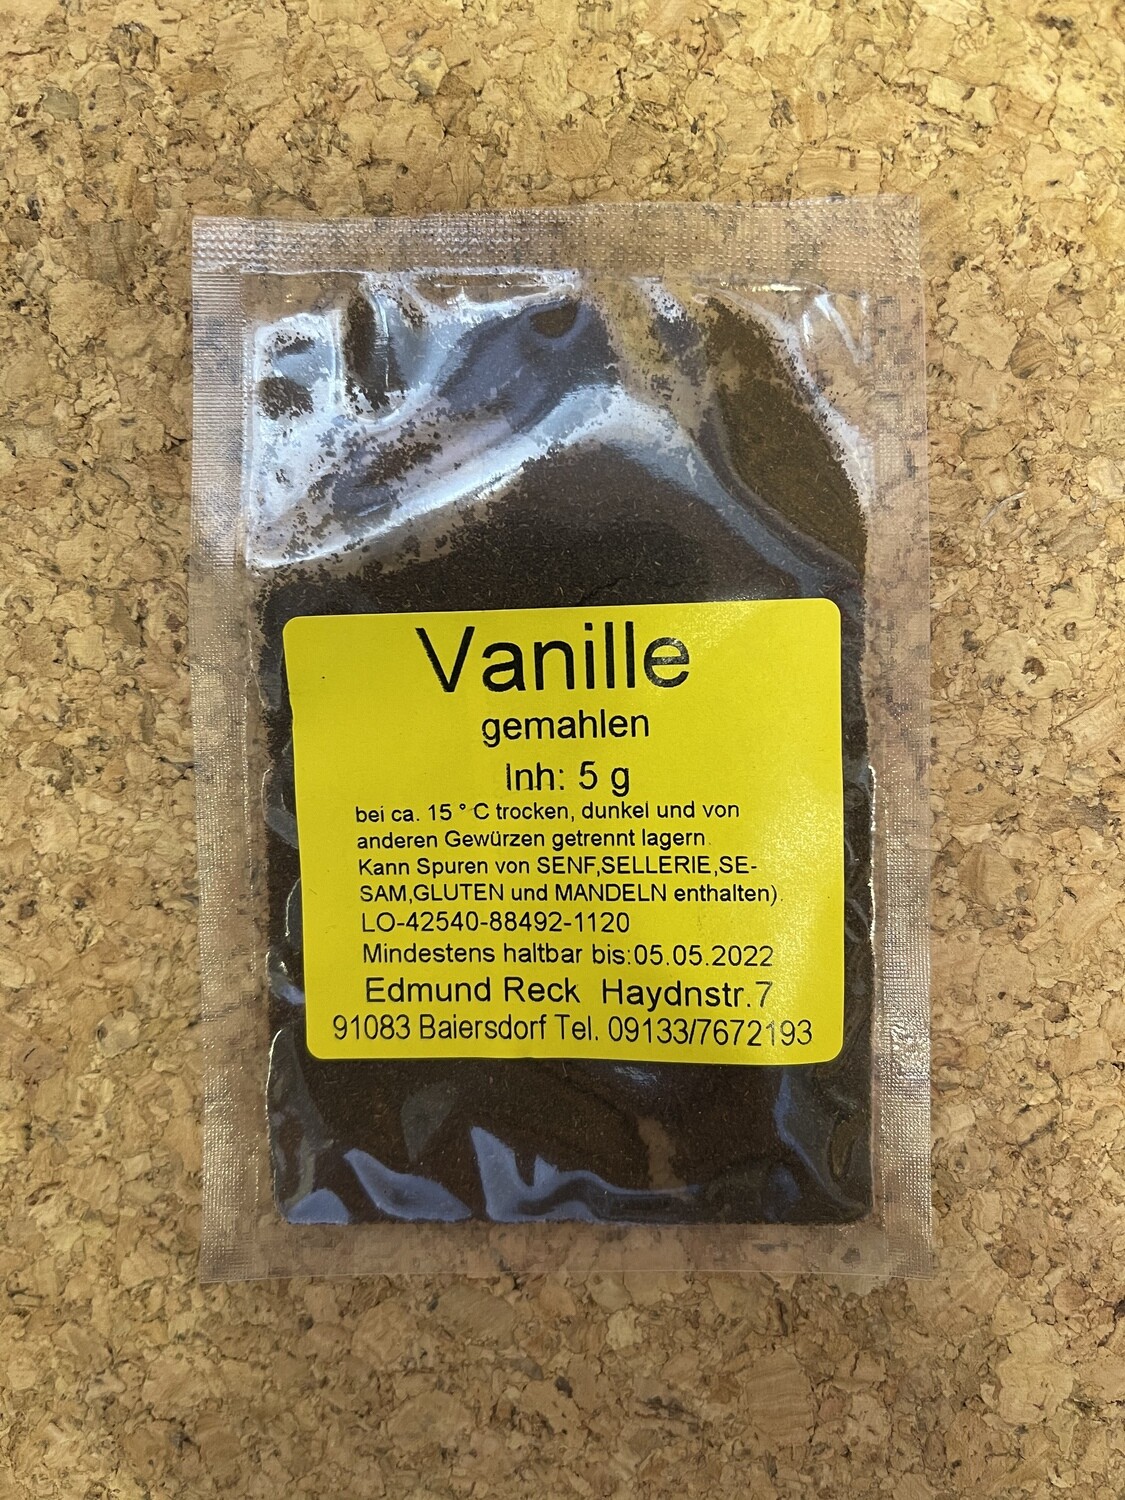 Vanille
gemahlen
Inh: 5 g
bei ca. 15 ° C trocken, dunkel und von
anderen Gewürzen getrennt lagern.
Kann Spuren von SENF,SELLERIE,SE-
SAM,GLUTEN und MANDELN enthalten).
LO-42540-88492-1120
Mindestens haltbar bis:05.05.2022
Edmund Reck Haydnstr.7
91083 Baiersdorf Tel. 09133/7672193